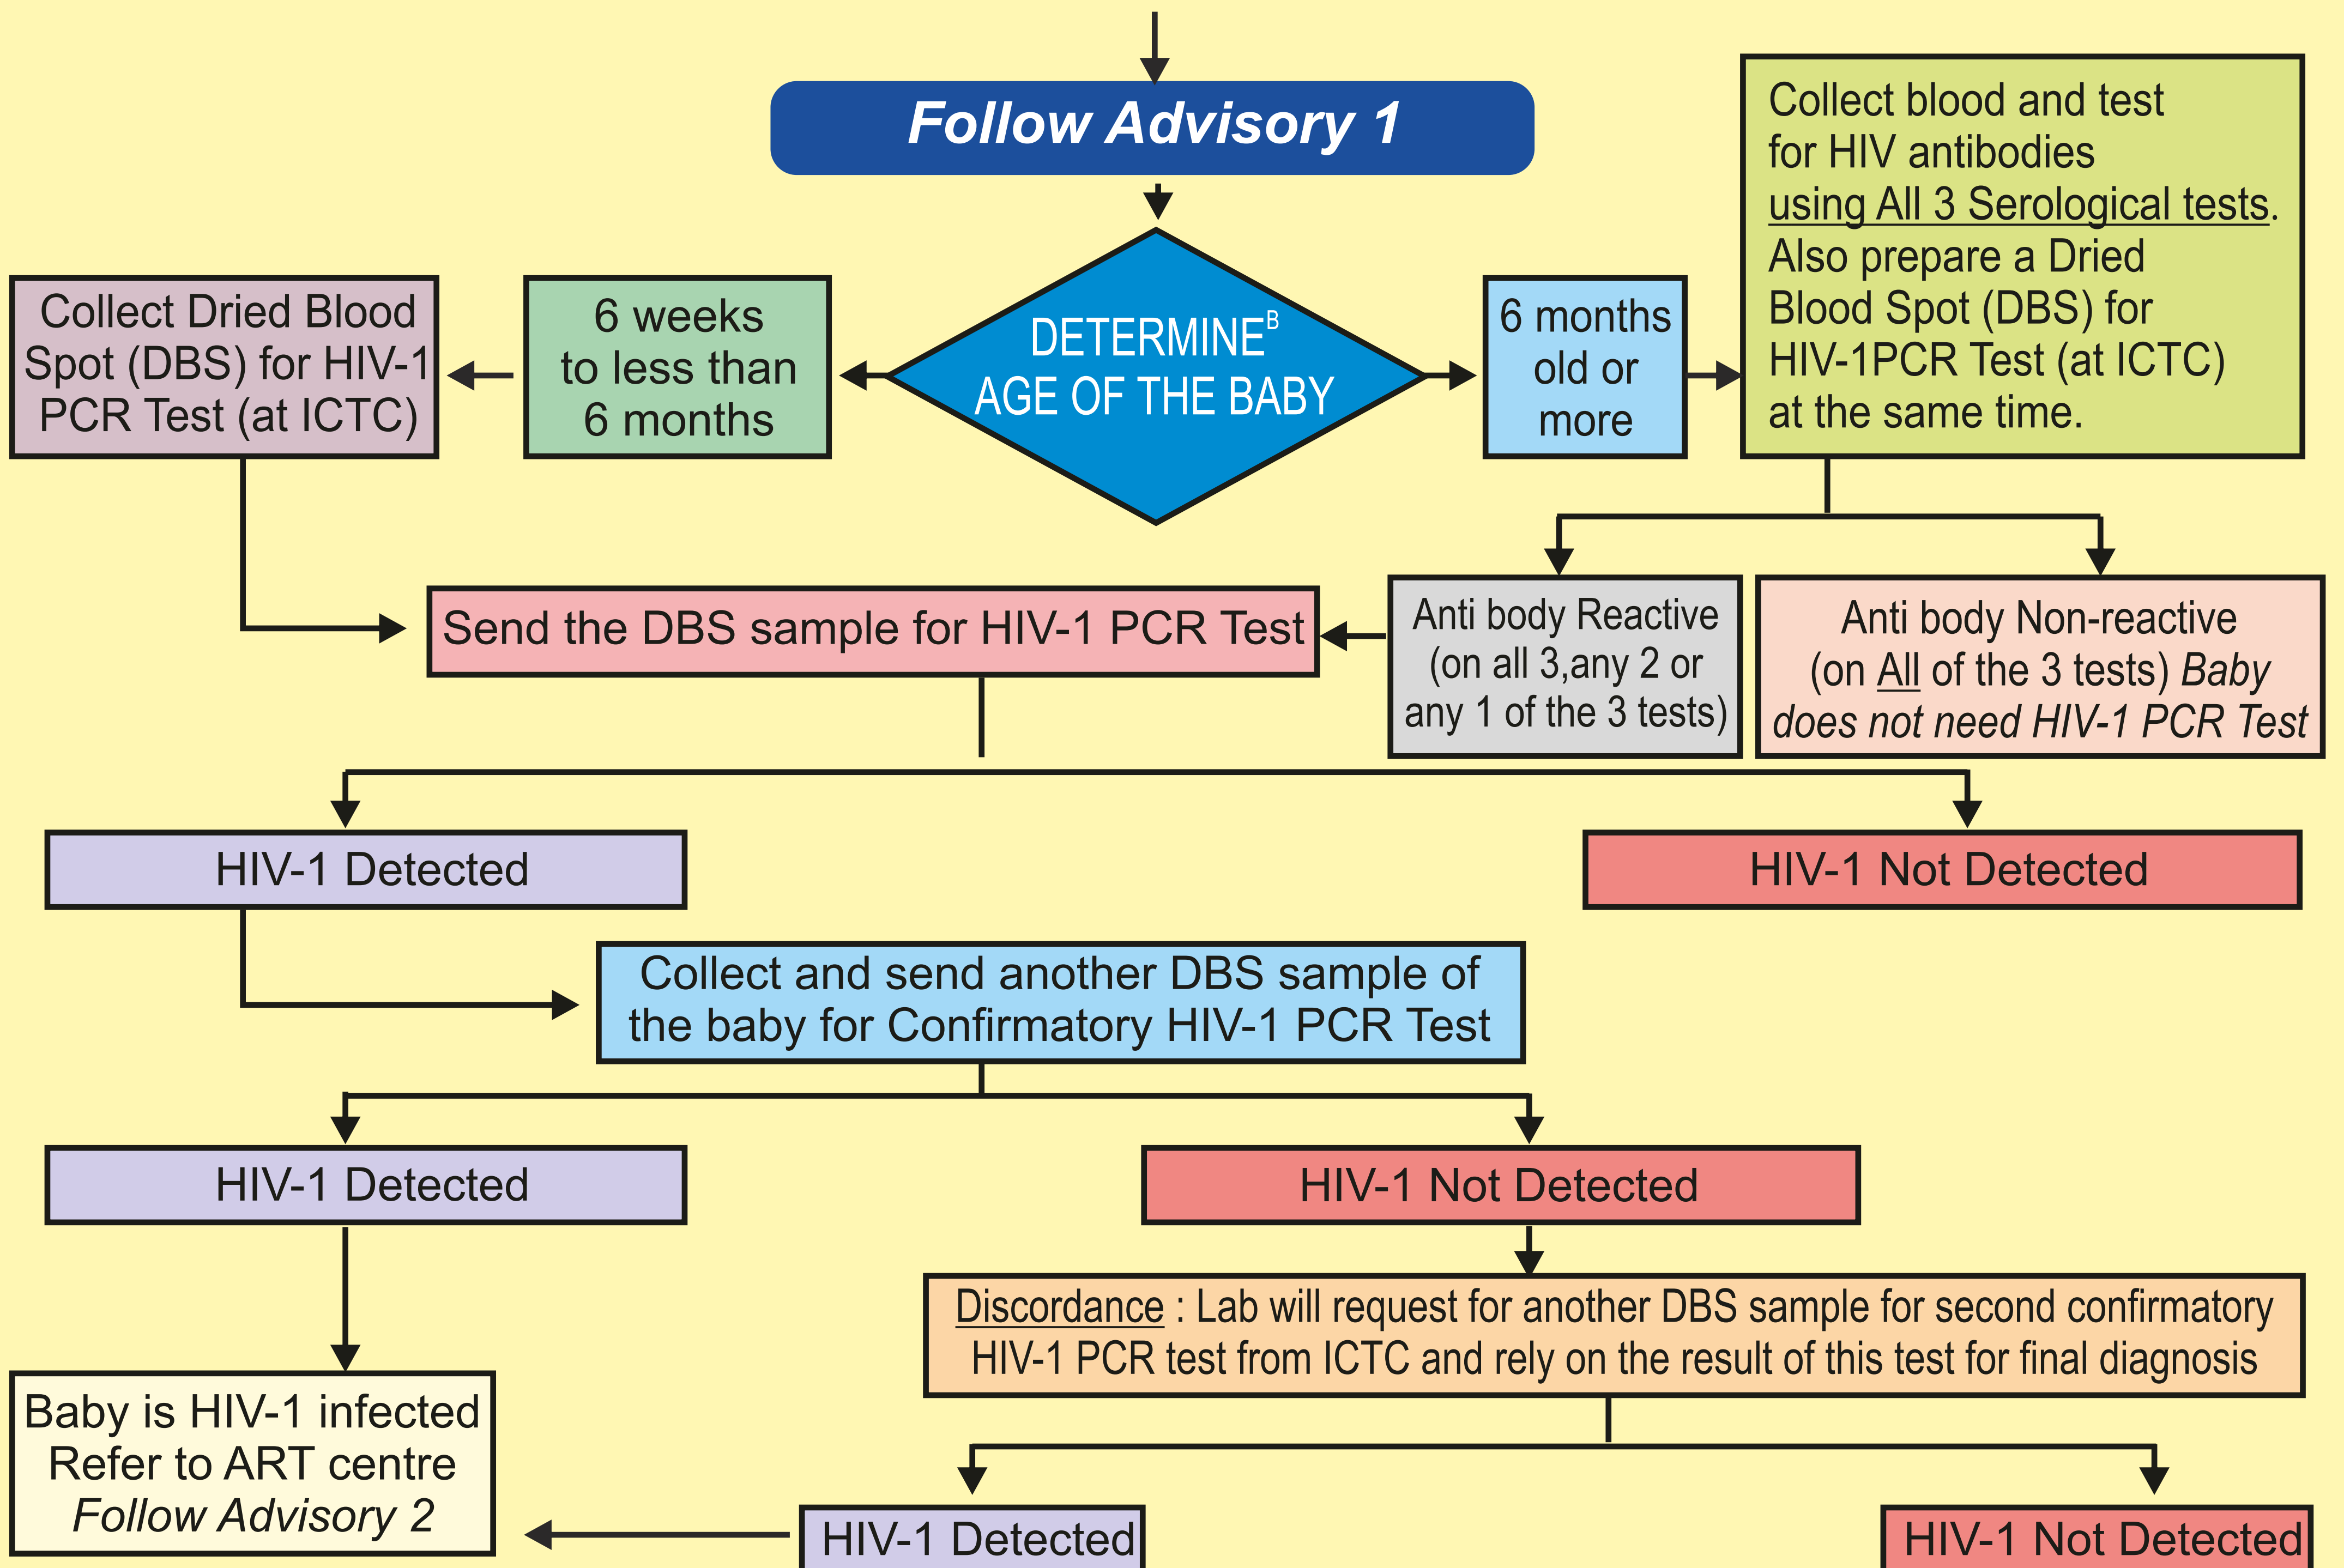 Follow Advisory 1
Collect blood and test
for HIV antibodies
using All 3 Serological tests.
Also prepare a Dried
Blood Spot (DBS) for
HIV-1PCR Test (at ICTC)
at the same time.
Collect Dried Blood
Spot (DBS) for HIV-1
PCR Test (at ICTC)
6 weeks
to less than
6 months
DETERMINE^B
AGE OF THE BABY
6 months
old or
more
Send the DBS sample for HIV-1 PCR Test
Anti body Reactive
(on all 3,any 2 or
any 1 of the 3 tests)
Anti body Non-reactive
(on All of the 3 tests) Baby
does not need HIV-1 PCR Test
HIV-1 Detected
HIV-1 Not Detected
Collect and send another DBS sample of
the baby for Confirmatory HIV-1 PCR Test
HIV-1 Detected
HIV-1 Not Detected
Discordance : Lab will request for another DBS sample for second confirmatory
HIV-1 PCR test from ICTC and rely on the result of this test for final diagnosis
Baby is HIV-1 infected
Refer to ART centre
Follow Advisory 2
HIV-1 Detected
HIV-1 Not Detected